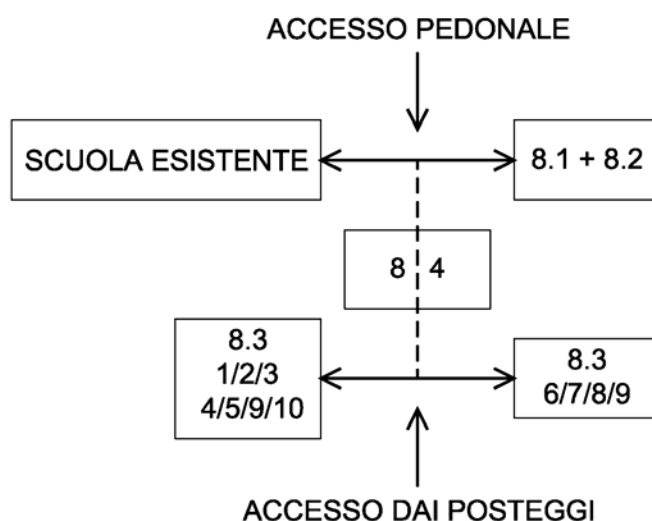 ACCESSO PEDONALE
SCUOLA ESISTENTE
8.1 + 8.2
8 4
8.3
1/2/3
4/5/9/10
8.3
6/7/8/9
ACCESSO DAI POSTEGGI